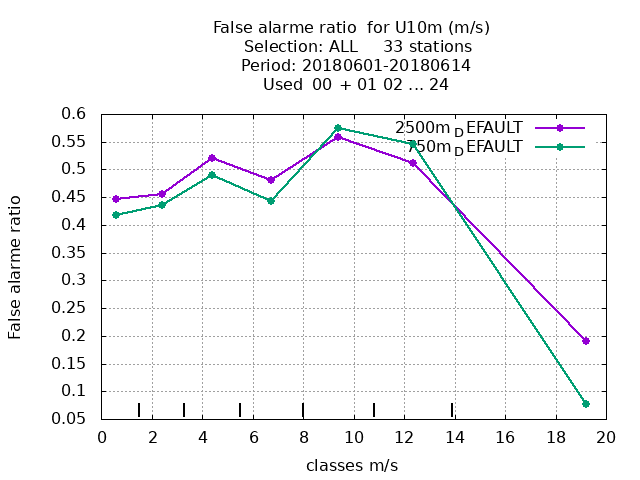 False alarme ratio  for U10m (m/s)
Selection: ALL     33 stations
Period: 20180601-20180614
Used  00 + 01 02 ... 24
0.6
2500m_DEFAULT
0.55
750m_DEFAULT
0.5
0.45
0.4
0.35
0.3
0.25
0.2
0.15
0.1
0.05
False alarme ratio
0 2 4 6 8 10 12 14 16 18 20
classes m/s